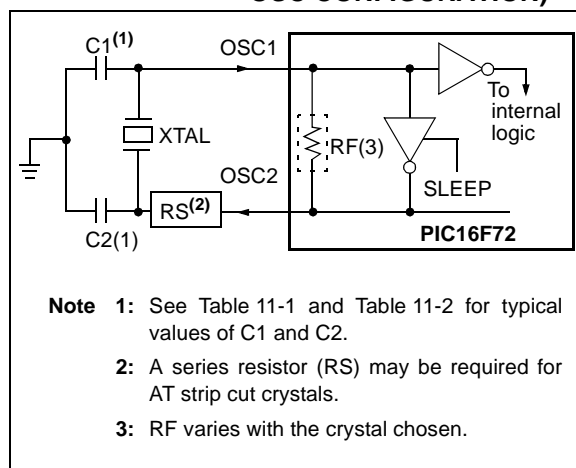 C1(1)
OSC1
To
internal
logic
XTAL
RF(3)
OSC2
SLEEP
RS(2)
C2(1)
PIC16F72
Note 1: See Table 11-1 and Table 11-2 for typical
values of C1 and C2.
2: A series resistor (RS) may be required for
AT strip cut crystals.
3: RF varies with the crystal chosen.